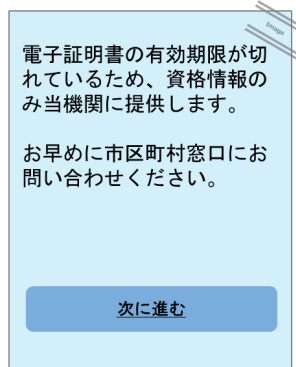 Image
電子証明書の有効期限が切
れているため、資格情報の
み当機関に提供します。
お早めに市区町村窓口にお
問い合わせください。
次に進む